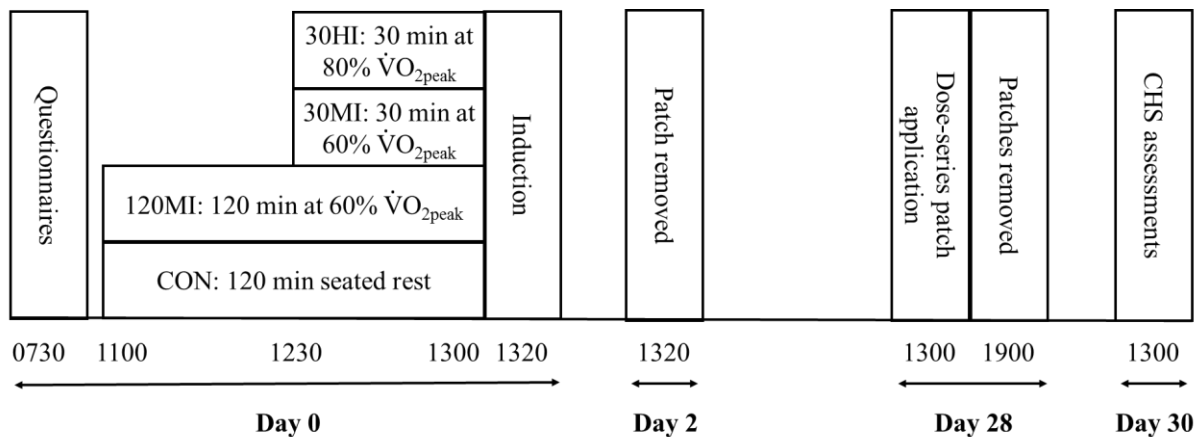 Questionnaires
30HI: 30 min at
80% V̇O2peak
30MI: 30 min at
60% V̇O2peak
120MI: 120 min at 60% V̇O2peak
CON: 120 min seated rest
Induction
Patch removed
Dose-series patch
application
Patches removed
CHS assessments
0730 1100 1230 1300 1320 1320 1300 1900 1300
Day 0 Day 2 Day 28 Day 30